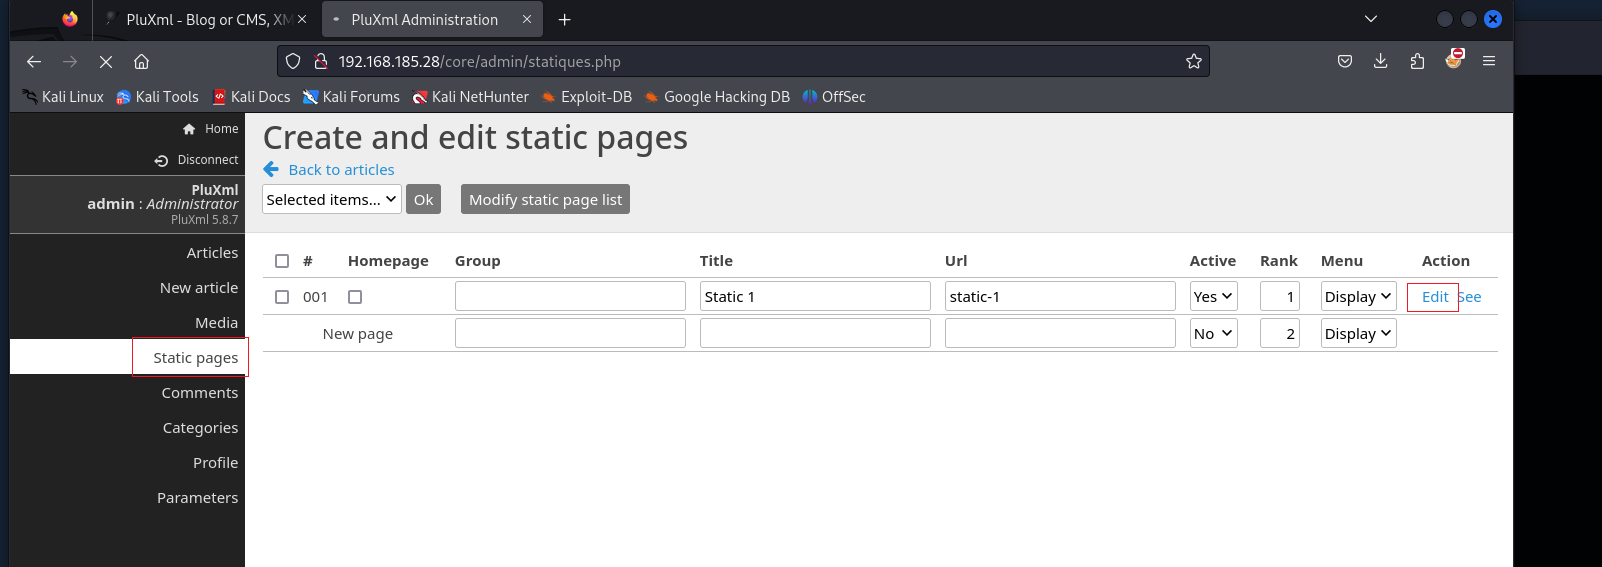 PluXml - Blog or CMS, XM
PluXml Administration
192.168.185.28/core/admin/statiques.php
Kali Linux Kali Tools Kali Docs Kali Forums Kali NetHunter Exploit-DB Google Hacking DB OffSec
Home
Disconnect
PluXml
admin : Administrator
PluXml 5.8.7
Articles
New article
Media
Static pages
Comments
Categories
Profile
Parameters
Create and edit static pages
Back to articles
Selected items... Ok Modify static page list
# Homepage Group Title Url Active Rank Menu Action
001 Static 1 static-1 Yes 1 Display Edit See
New page No 2 Display